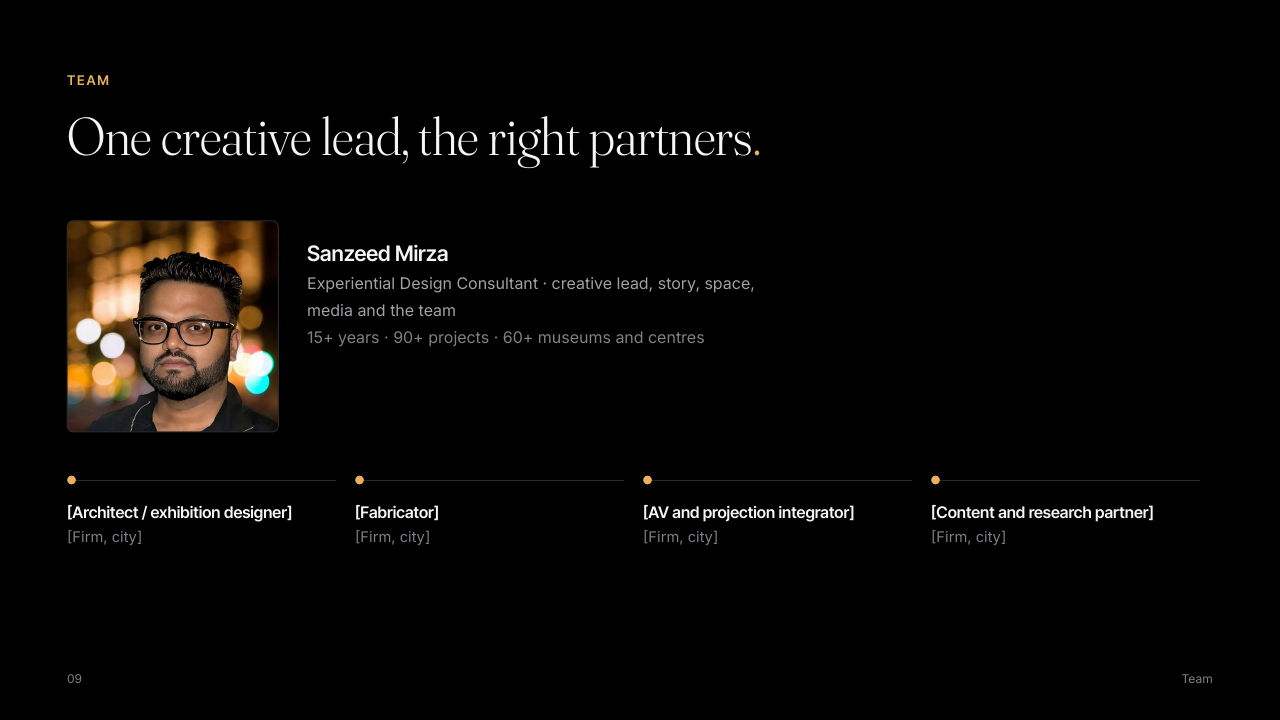 TEAM
One creative lead, the right partners.
Sanzeed Mirza
Experiential Design Consultant · creative lead, story, space,
media and the team
15+ years · 90+ projects · 60+ museums and centres
[Architect / exhibition designer]
[Firm, city]
[Fabricator]
[Firm, city]
[AV and projection integrator]
[Firm, city]
[Content and research partner]
[Firm, city]
09
Team